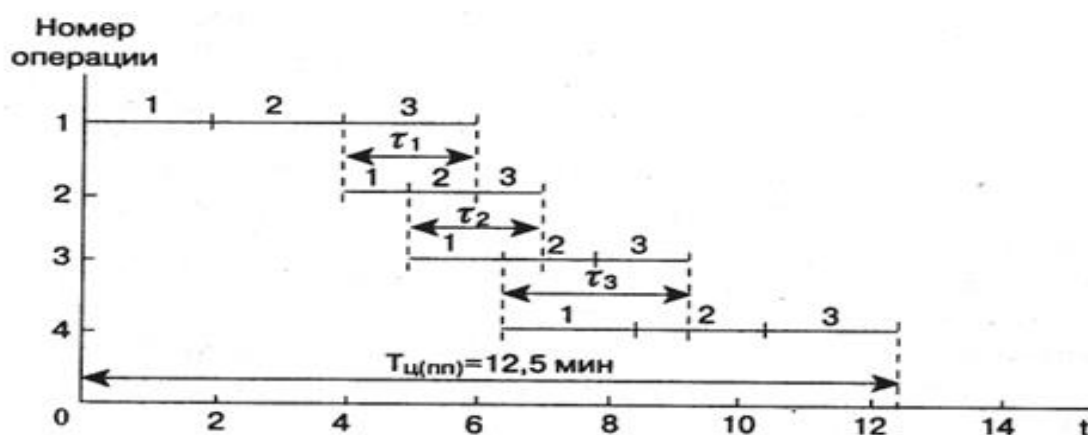 Номер
операции
1 2 3
1
τ1
1 2 3
2
τ2
1 2 3
3
τ3
1 2 3
4
Tц(пп)=12,5 мин
0 2 4 6 8 10 12 14 t